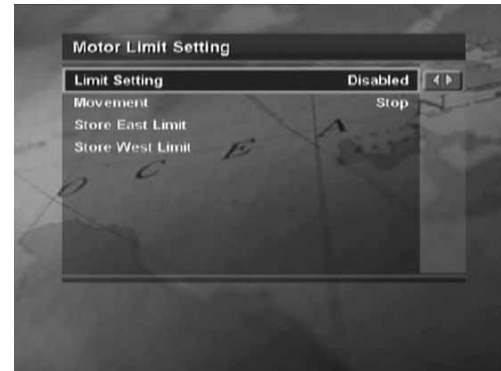 Motor Limit Setting
Limit Setting Disabled
Movement Stop
Store East Limit
Store West Limit
O C E A N